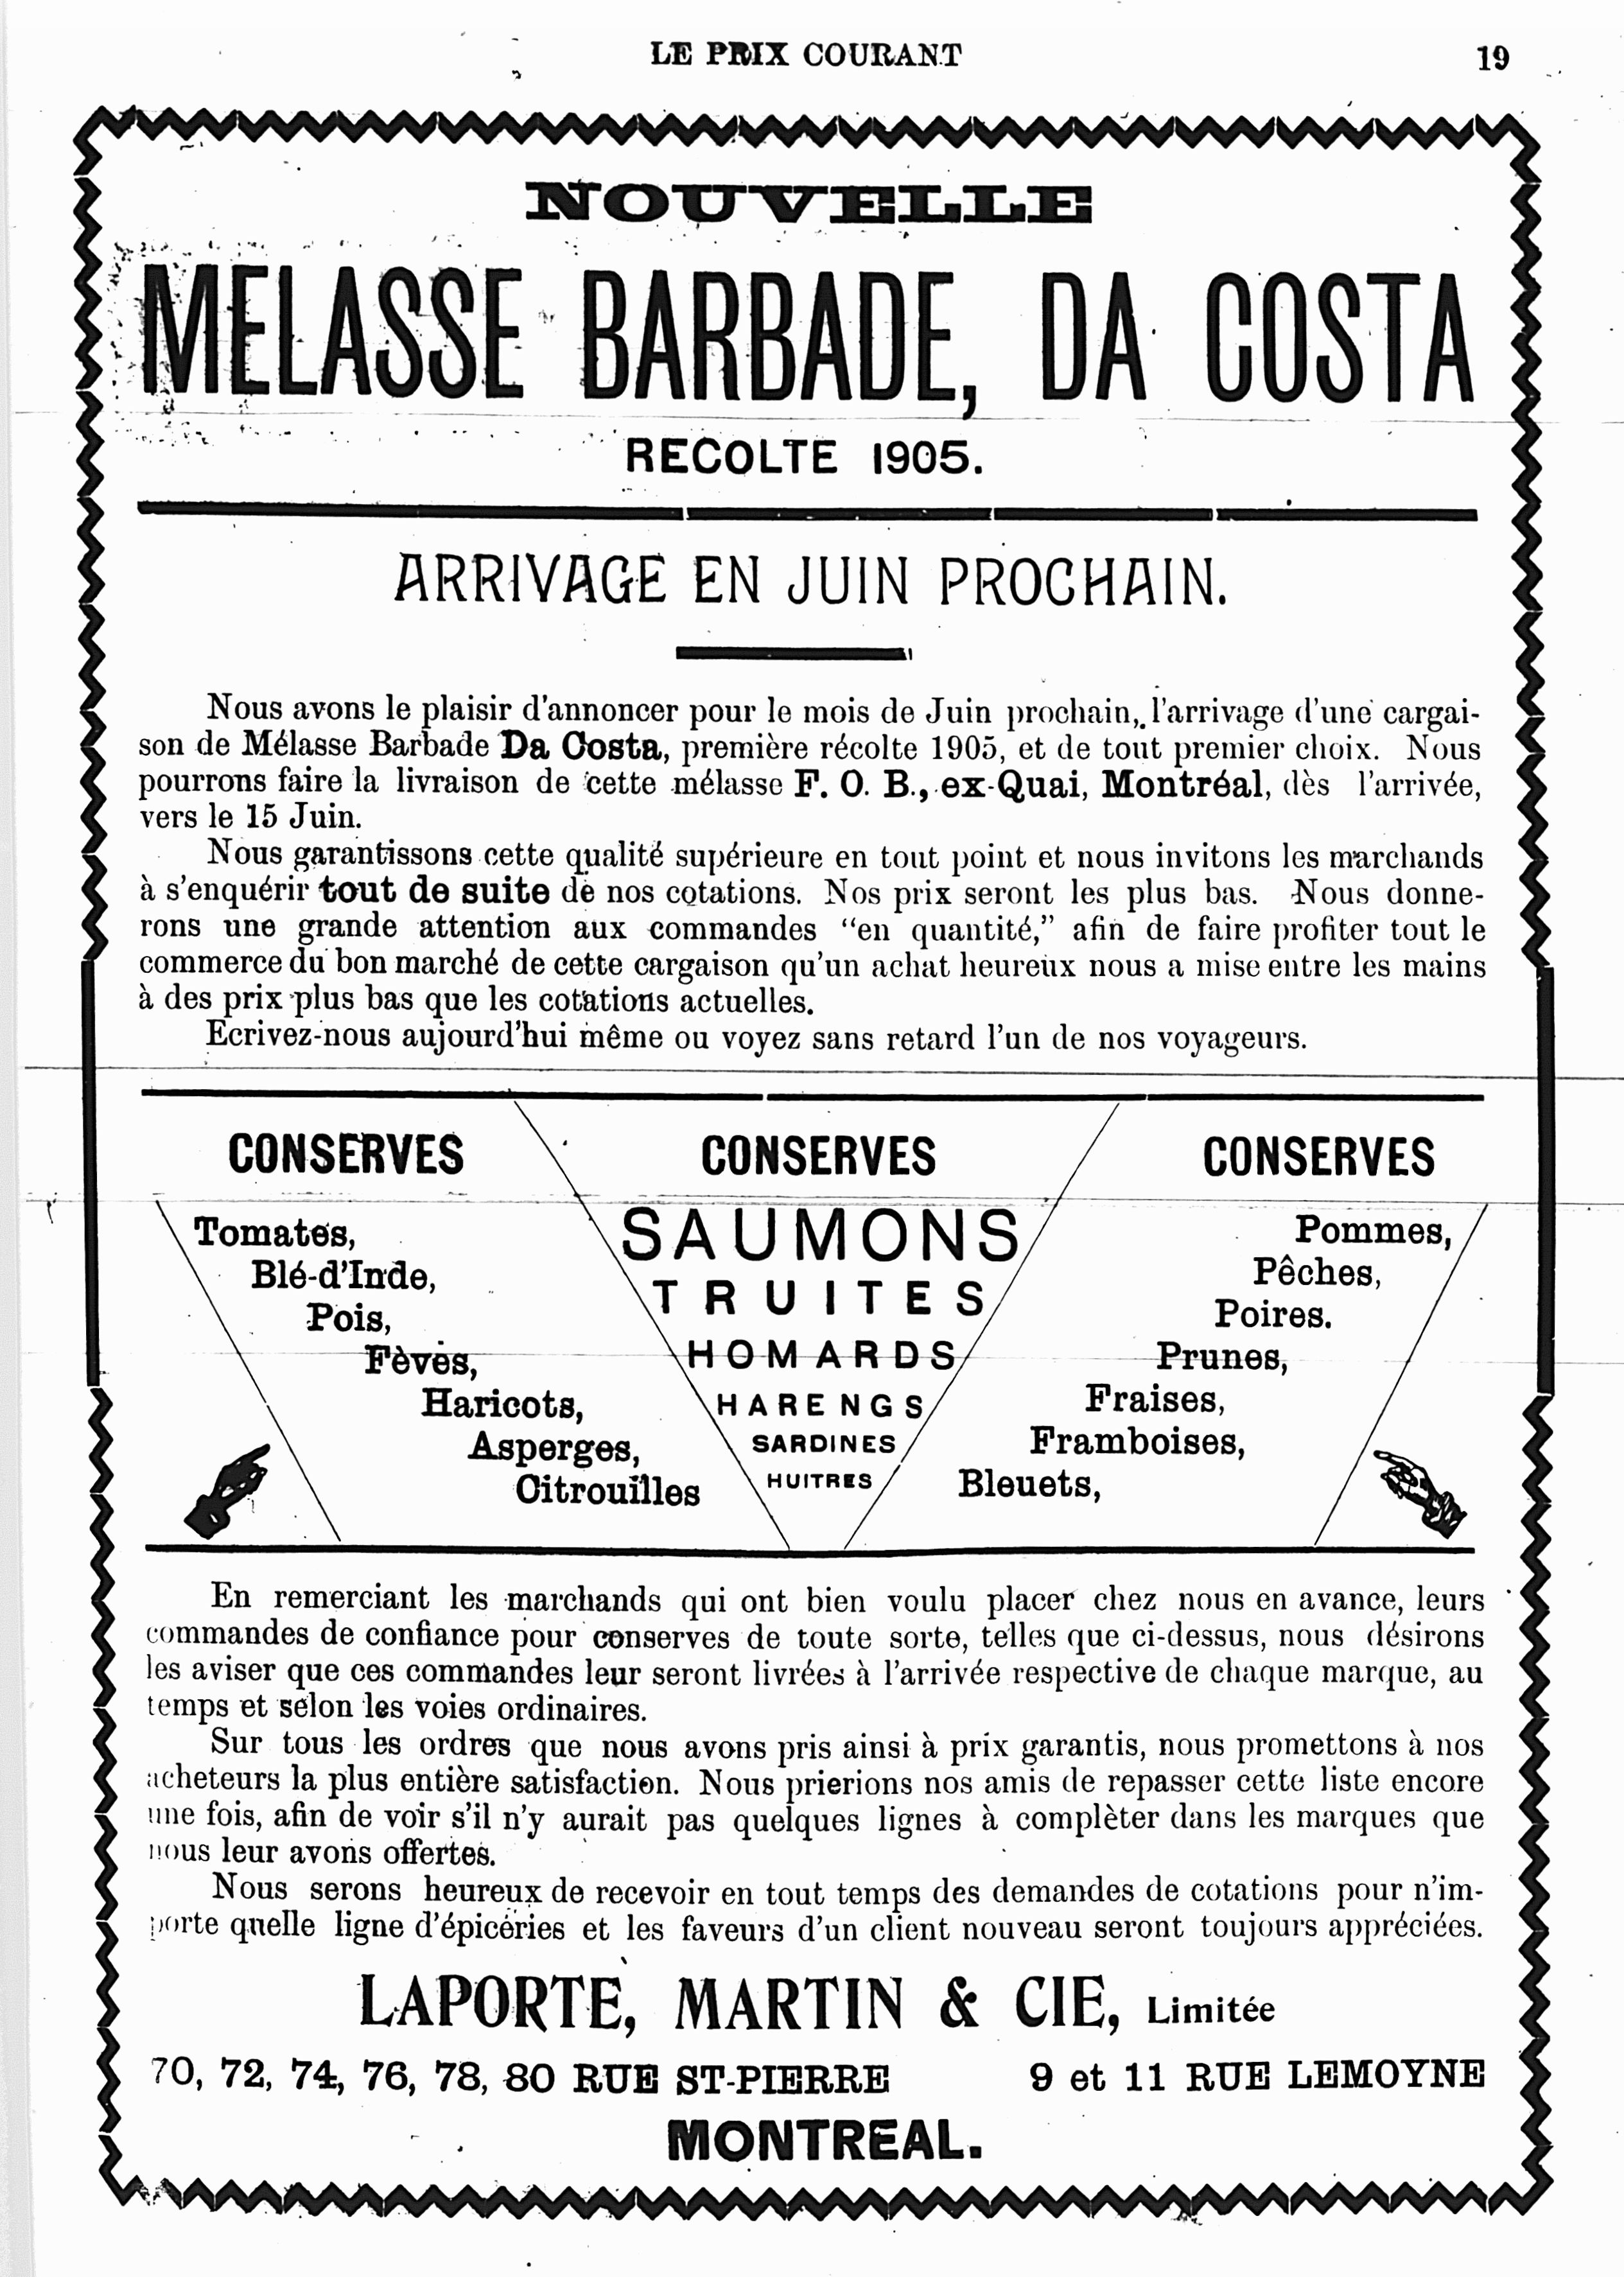 LE PRIX COURANT
19
NOUVELLE
MELASSE BARBADE, DA COSTA
RECOLTE 1905.
ARRIVAGE EN JUIN PROCHAIN.
Nous avons le plaisir d'annoncer pour le mois de Juin prochain, l'arrivage d'une cargai-
son de Mélasse Barbade Da Costa, première récolte 1905, et de tout premier choix. Nous
pourrons faire la livraison de cette mélasse F. O. B., ex-Quai, Montréal, dès l'arrivée,
vers le 15 Juin.
Nous garantissons cette qualité supérieure en tout point et nous invitons les marchands
à s'enquérir tout de suite de nos cotations. Nos prix seront les plus bas. Nous donne-
rons une grande attention aux commandes "en quantité," afin de faire profiter tout le
commerce du bon marché de cette cargaison qu'un achat heureux nous a mise entre les mains
à des prix plus bas que les cotations actuelles.
Ecrivez-nous aujourd'hui même ou voyez sans retard l'un de nos voyageurs.
CONSERVES
Tomates,
Blé-d'Inde,
Pois,
Fèves,
Haricots,
Asperges,
Citrouilles
CONSERVES
SAUMONS
TRUITES
HOMARDS
HARENGS
SARDINES
HUITRES
CONSERVES
Pommes,
Pêches,
Poires.
Prunes,
Fraises,
Framboises,
Bleuets,
En remerciant les marchands qui ont bien voulu placer chez nous en avance, leurs
commandes de confiance pour conserves de toute sorte, telles que ci-dessus, nous désirons
les aviser que ces commandes leur seront livrées à l'arrivée respective de chaque marque, au
temps et selon les voies ordinaires.
Sur tous les ordres que nous avons pris ainsi à prix garantis, nous promettons à nos
acheteurs la plus entière satisfaction. Nous prierions nos amis de repasser cette liste encore
une fois, afin de voir s'il n'y aurait pas quelques lignes à complèter dans les marques que
nous leur avons offertes.
Nous serons heureux de recevoir en tout temps des demandes de cotations pour n'im-
porte quelle ligne d'épicéries et les faveurs d'un client nouveau seront toujours appréciées.
LAPORTE, MARTIN & CIE, Limitée
70, 72, 74, 76, 78, 80 RUE ST-PIERRE 9 et 11 RUE LEMOYNE
MONTREAL.